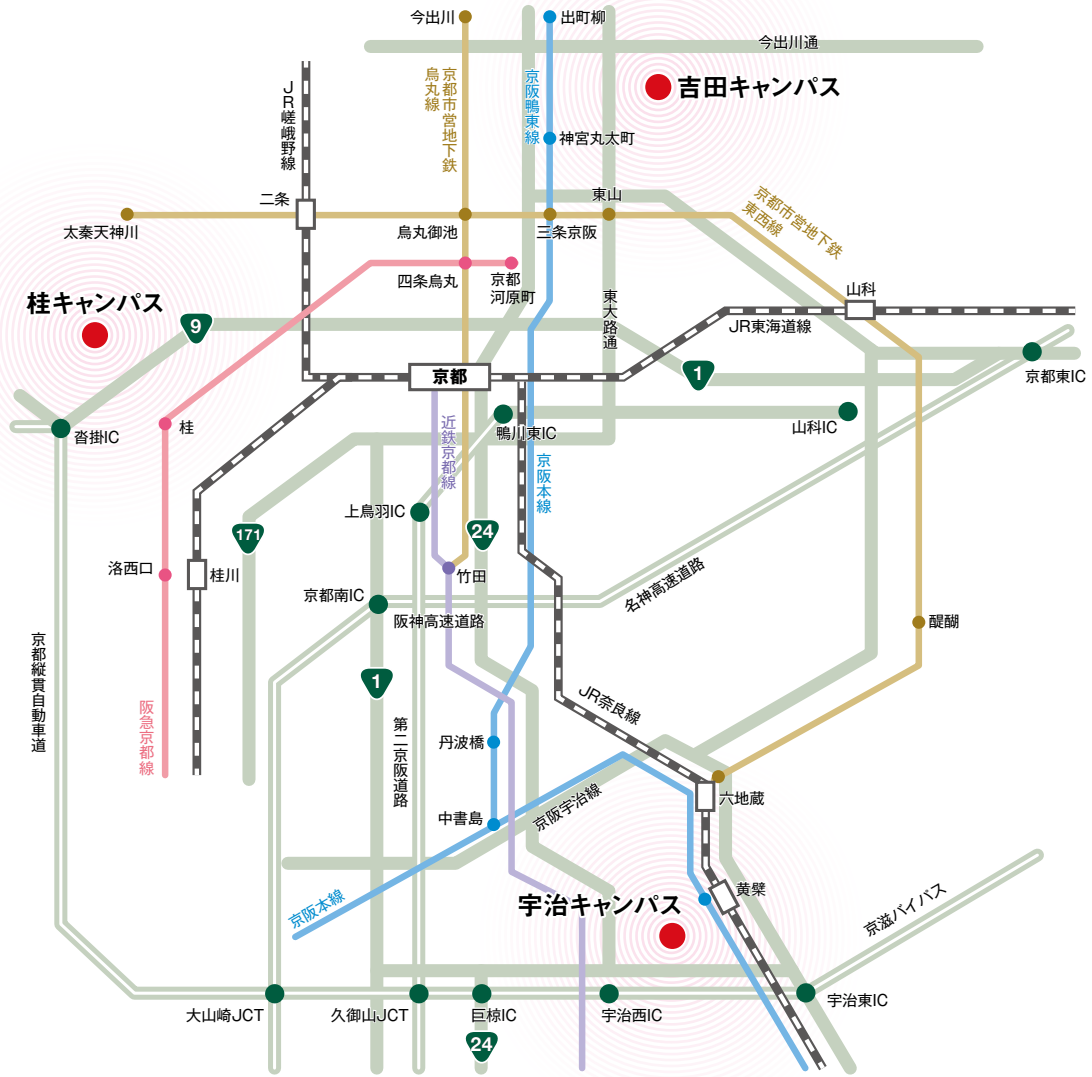 今出川
出町柳
今出川通
京都市営地下鉄
烏丸線
京阪鴨東線
吉田キャンパス
JR嵯峨野線
神宮丸太町
二条
東山
京都市営地下鉄
東西線
太秦天神川
烏丸御池
三条京阪
四条烏丸
京都
河原町
東大路通
山科
桂キャンパス
9
JR東海道線
京都
1
京都東IC
沓掛IC
桂
近鉄京都線
鴨川東IC
山科IC
京阪本線
上鳥羽IC
171
24
洛西口
桂川
竹田
京都南IC
阪神高速道路
名神高速道路
醍醐
京都縦貫自動車道
阪急京都線
1
第二京阪道路
JR奈良線
丹波橋
中書島
京阪宇治線
六地蔵
黄檗
宇治キャンパス
京阪本線
京滋バイパス
大山崎JCT
久御山JCT
巨椋IC
宇治西IC
宇治東IC
24